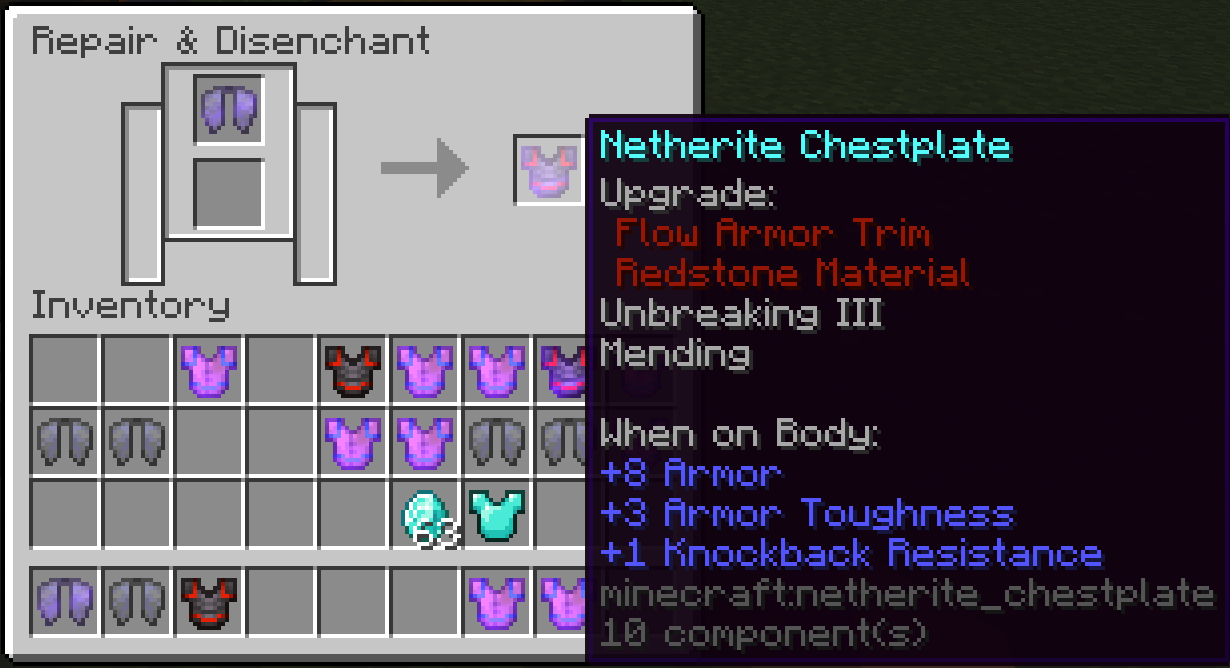 Repair & Disenchant
Netherite Chestplate
Upgrade:
Flow Armor Trim
Redstone Material
Unbreaking III
Mending
When on Body:
+8 Armor
+3 Armor Toughness
+1 Knockback Resistance
minecraft:netherite_chestplate
10 component(s)
Inventory
63